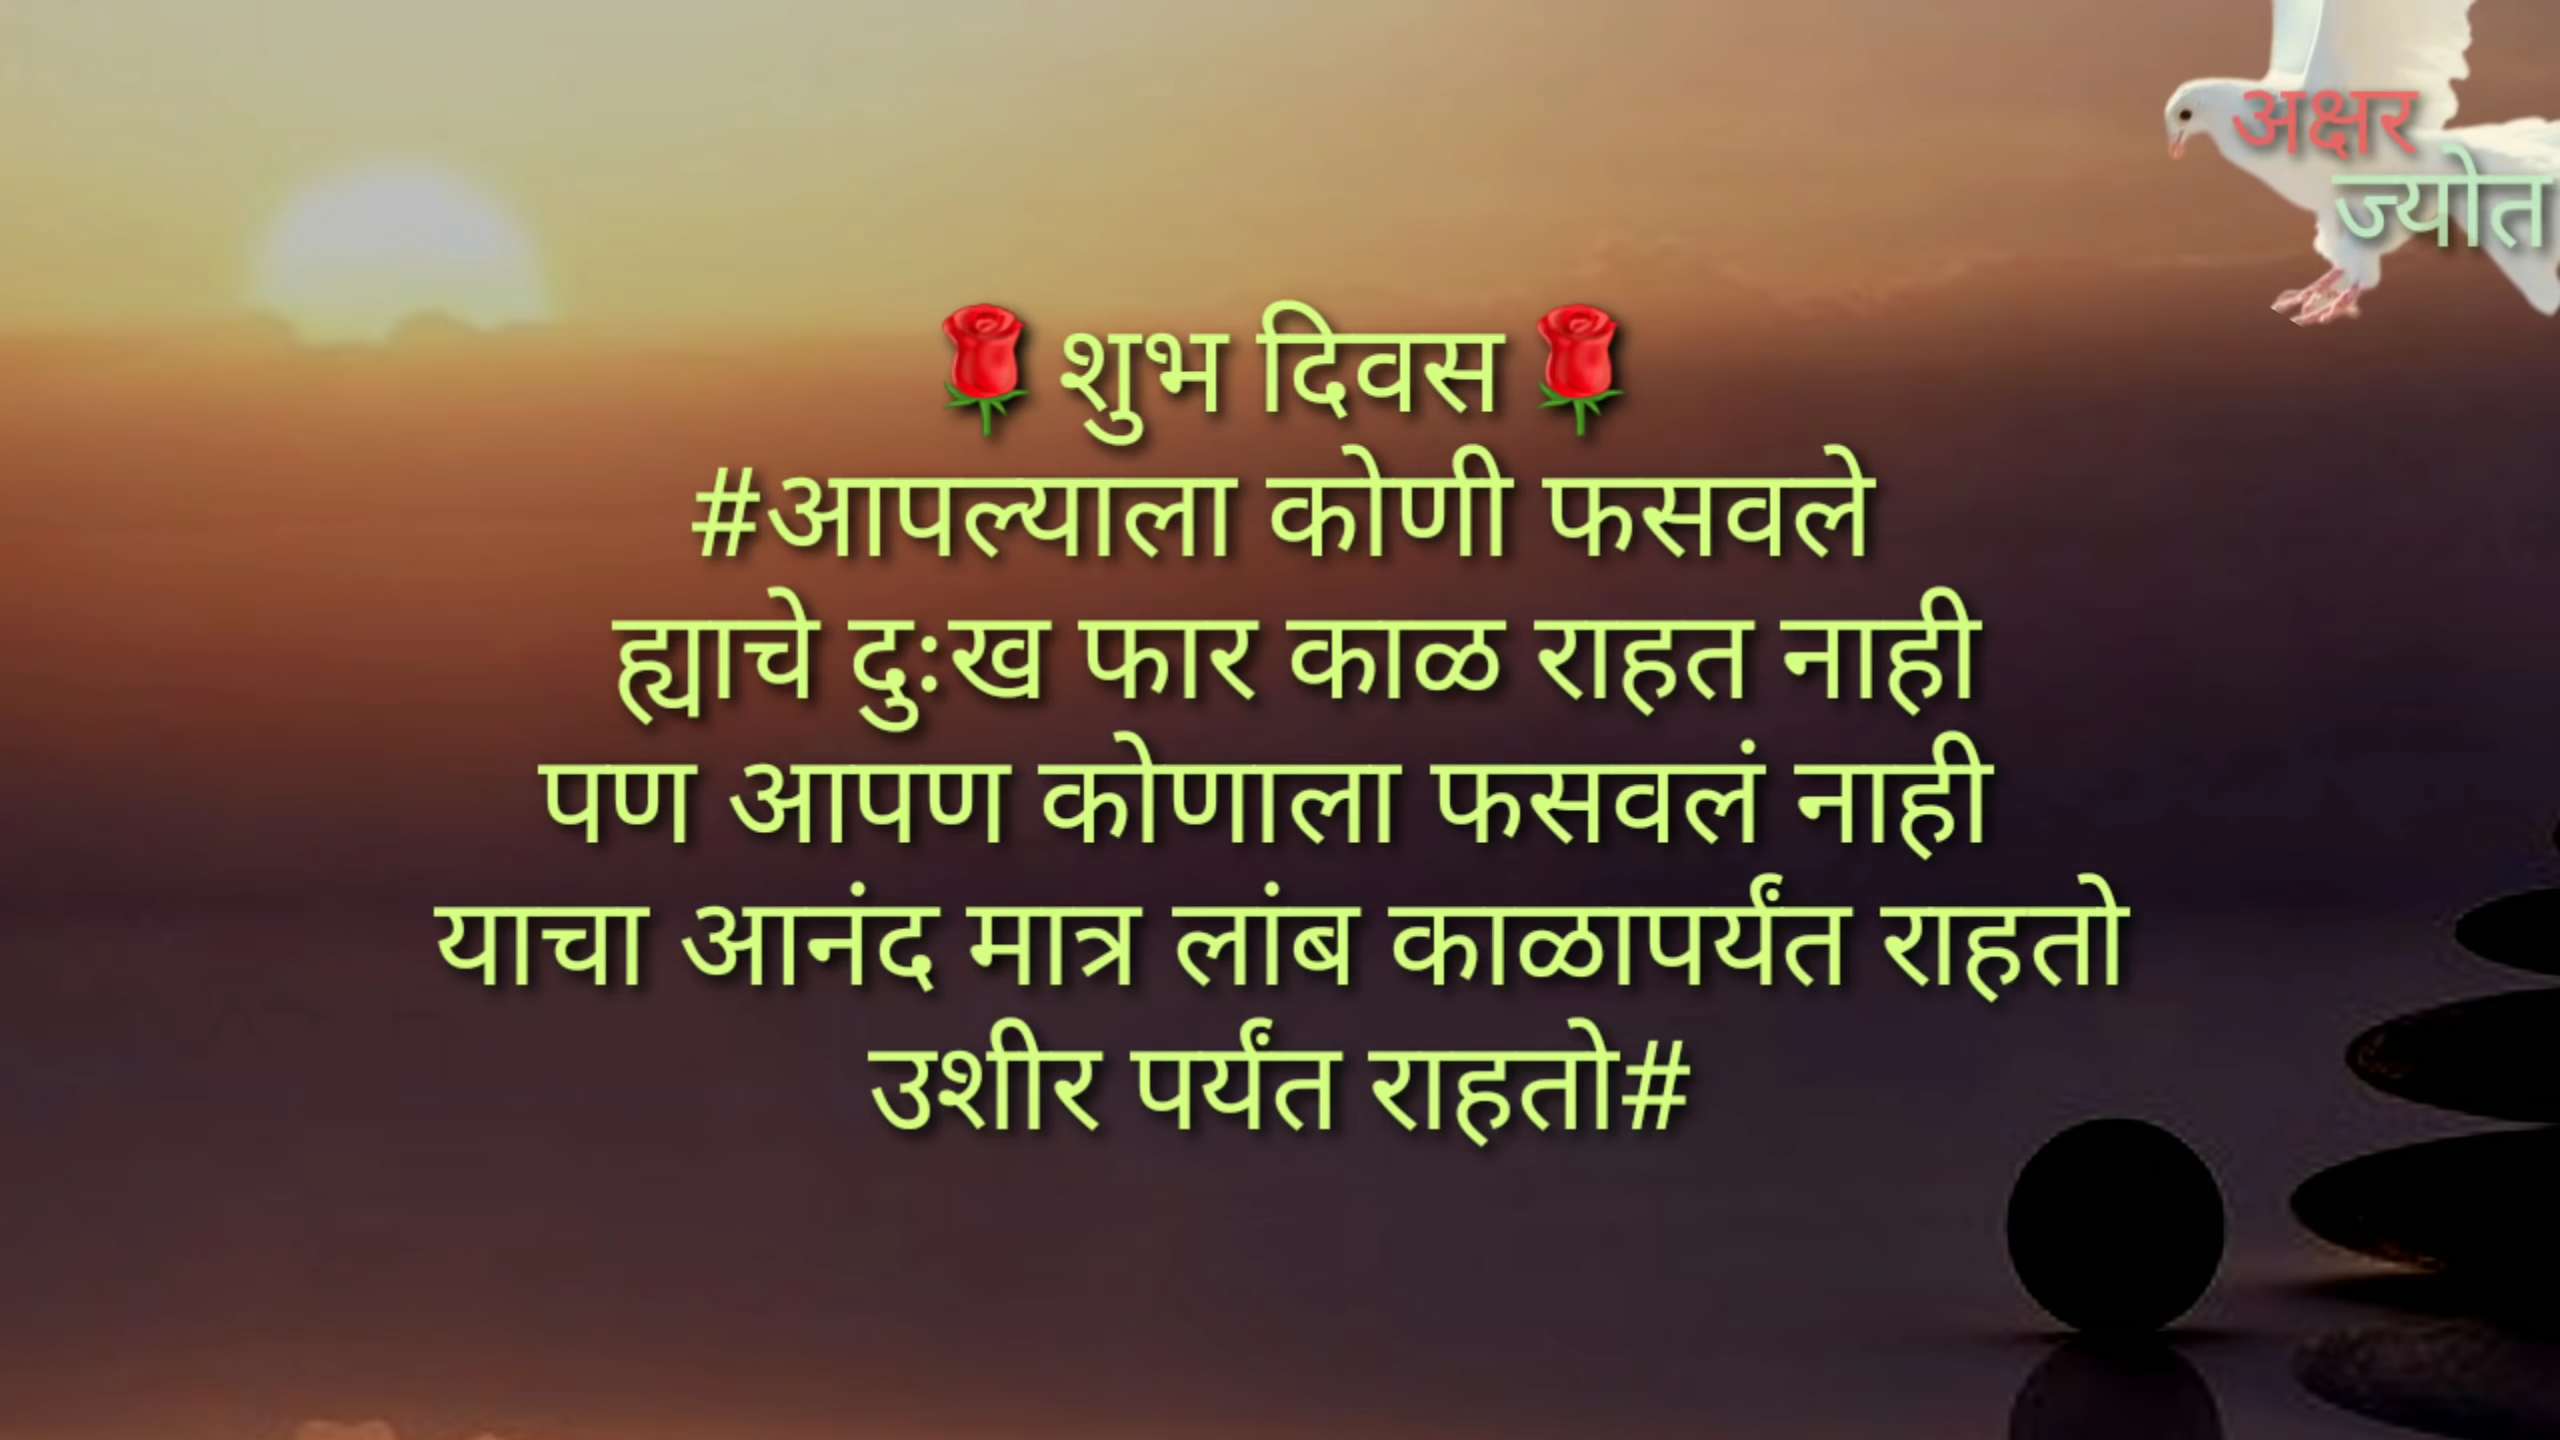 अक्षर
ज्योत
🌹शुभ दिवस🌹
#आपल्याला कोणी फसवले
ह्याचे दुःख फार काळ राहत नाही
पण आपण कोणाला फसवलं नाही
याचा आनंद मात्र लांब काळापर्यंत राहतो
उशीर पर्यंत राहतो#